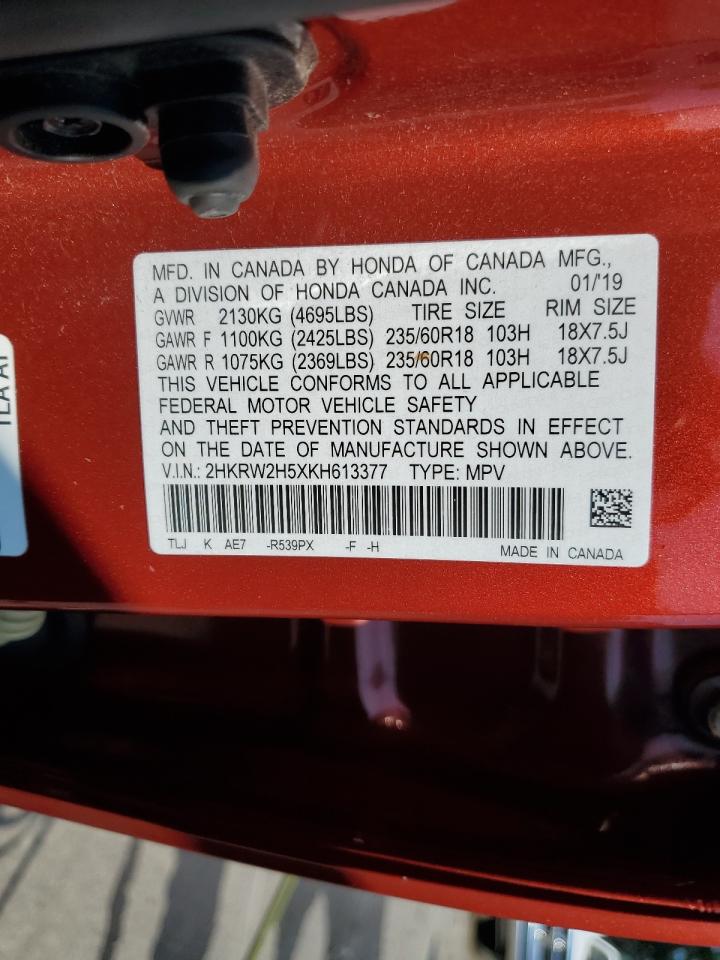 MFD. IN CANADA BY HONDA OF CANADA MFG.,
A DIVISION OF HONDA CANADA INC. 01/'19
GVWR 2130KG (4695LBS) TIRE SIZE RIM SIZE
GAWR F 1100KG (2425LBS) 235/60R18 103H 18X7.5J
GAWR R 1075KG (2369LBS) 235/60R18 103H 18X7.5J
THIS VEHICLE CONFORMS TO ALL APPLICABLE
FEDERAL MOTOR VEHICLE SAFETY
AND THEFT PREVENTION STANDARDS IN EFFECT
ON THE DATE OF MANUFACTURE SHOWN ABOVE.
V.I.N.: 2HKRW2H5XKH613377 TYPE: MPV
TLJ K AE7 -R539PX -F -H MADE IN CANADA